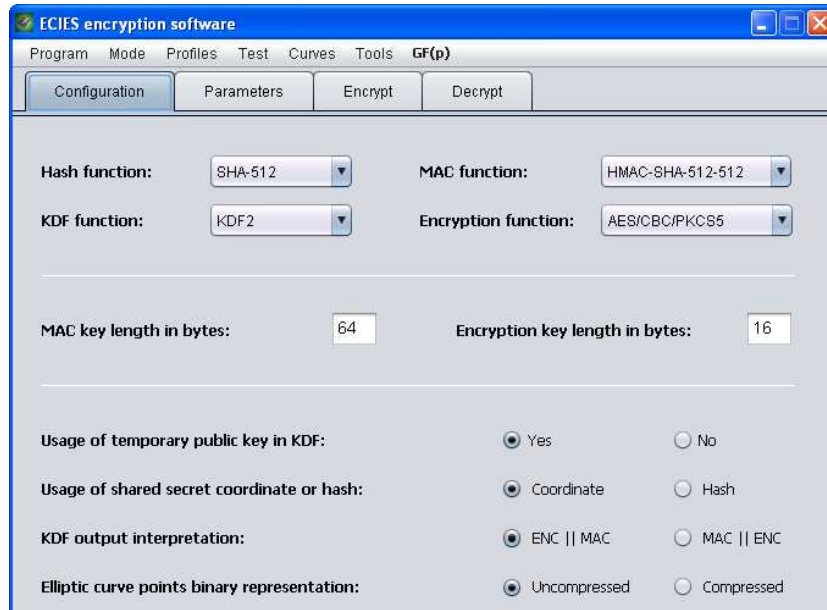 ECIES encryption software
Program Mode Profiles Test Curves Tools GF(p)
Configuration Parameters Encrypt Decrypt
Hash function: SHA-512 MAC function: HMAC-SHA-512-512
KDF function: KDF2 Encryption function: AES/CBC/PKCS5
MAC key length in bytes: 64 Encryption key length in bytes: 16
Usage of temporary public key in KDF: Yes No
Usage of shared secret coordinate or hash: Coordinate Hash
KDF output interpretation: ENC || MAC MAC || ENC
Elliptic curve points binary representation: Uncompressed Compressed